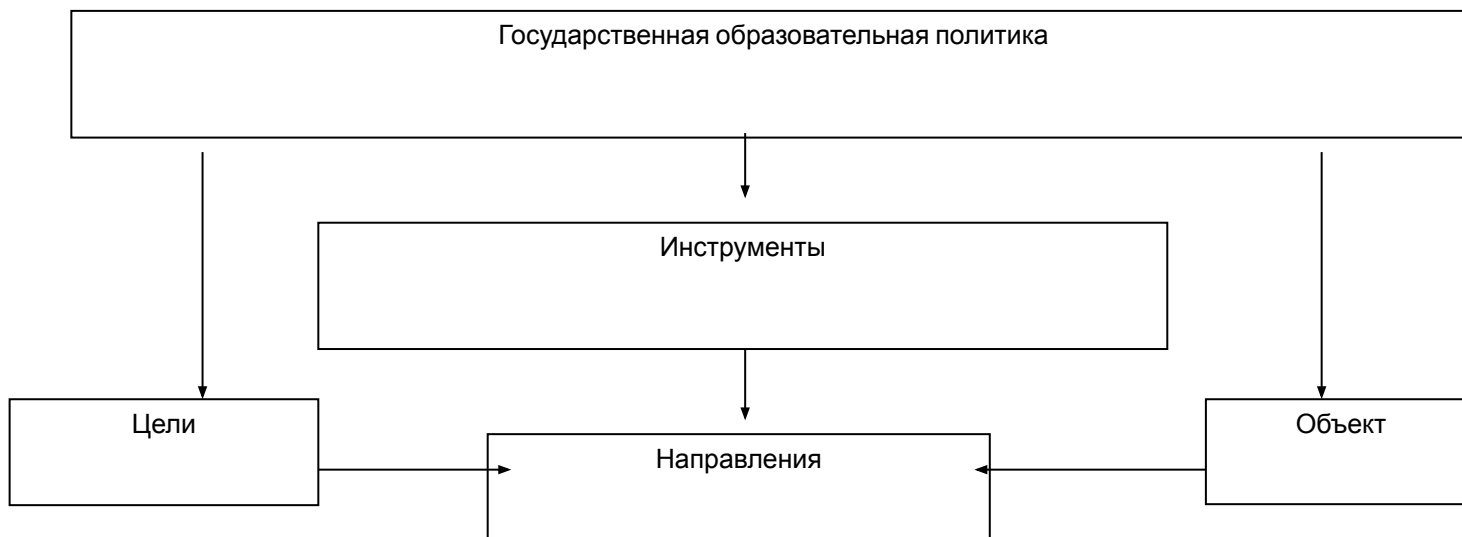 Государственная образовательная политика
Инструменты
Цели
Объект
Направления